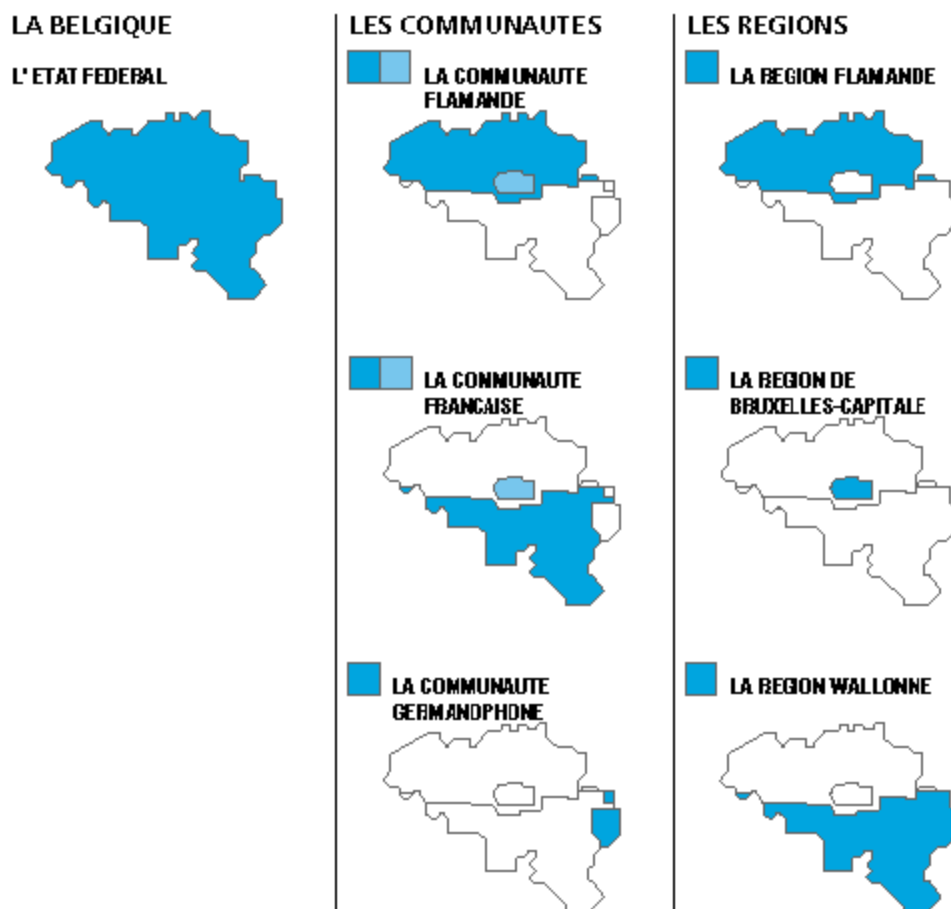 LA BELGIQUE
L'ETAT FEDERAL
LES COMMUNAUTES
LA COMMUNAUTE
FLAMANDE
LA COMMUNAUTE
FRANCAISE
LA COMMUNAUTE
GERMANOPHONE
LES REGIONS
LA REGION FLAMANDE
LA REGION DE
BRUXELLES-CAPITALE
LA REGION WALLONNE